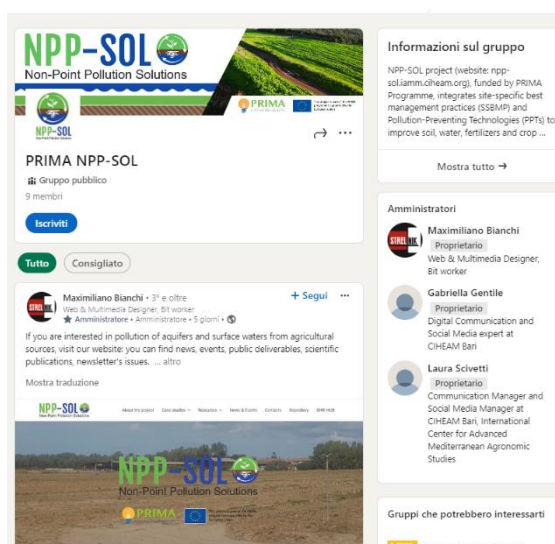 NPP-SOL
Non-Point Pollution Solutions
PRIMA
NPP-SOL
PRIMA NPP-SOL
Gruppo pubblico
9 membri
Iscriviti
Tutto
Consigliato
Maximiliano Bianchi • 3° e oltre
Web & Multimedia Designer, Bit worker
Amministratore • Amministratore • 5 giorni •
+ Segui
If you are interested in pollution of aquifers and surface waters from agricultural
sources, visit our website: you can find news, events, public deliverables, scientific
publications, newsletter's issues. ... altro
Mostra traduzione
NPP-SOL
About the project Case studies Newsroom News & Events Contacts Repository
NPP-SOL
Non-Point Pollution Solutions
PRIMA
Informazioni sul gruppo
NPP-SOL project (website: npp-
sol.iamm.ciheam.org), funded by PRIMA
Programme, integrates site-specific best
management practices (SSBMP) and
Pollution-Preventing Technologies (PPTs) to
improve soil, water, fertilizers and crop ...
Mostra tutto →
Amministratori
Maximiliano Bianchi
Proprietario
Web & Multimedia Designer,
Bit worker
Gabriella Gentile
Proprietario
Digital Communication and
Social Media expert at
CIHEAM Bari
Laura Scivetti
Proprietario
Communication Manager and
Social Media Manager at
CIHEAM Bari, International
Center for Advanced
Mediterranean Agronomic
Studies
Gruppi che potrebbero interessarti